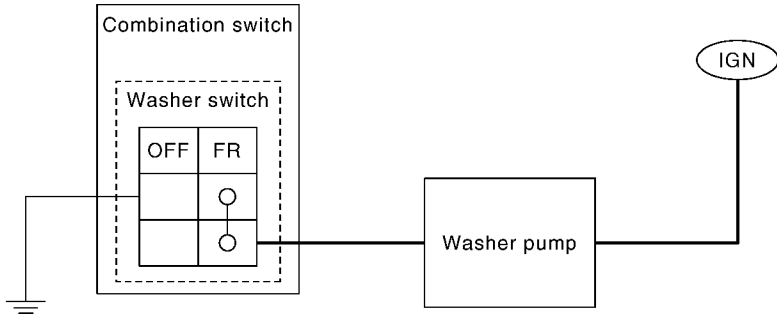 Combination switch
Washer switch
OFF FR
Washer pump
IGN